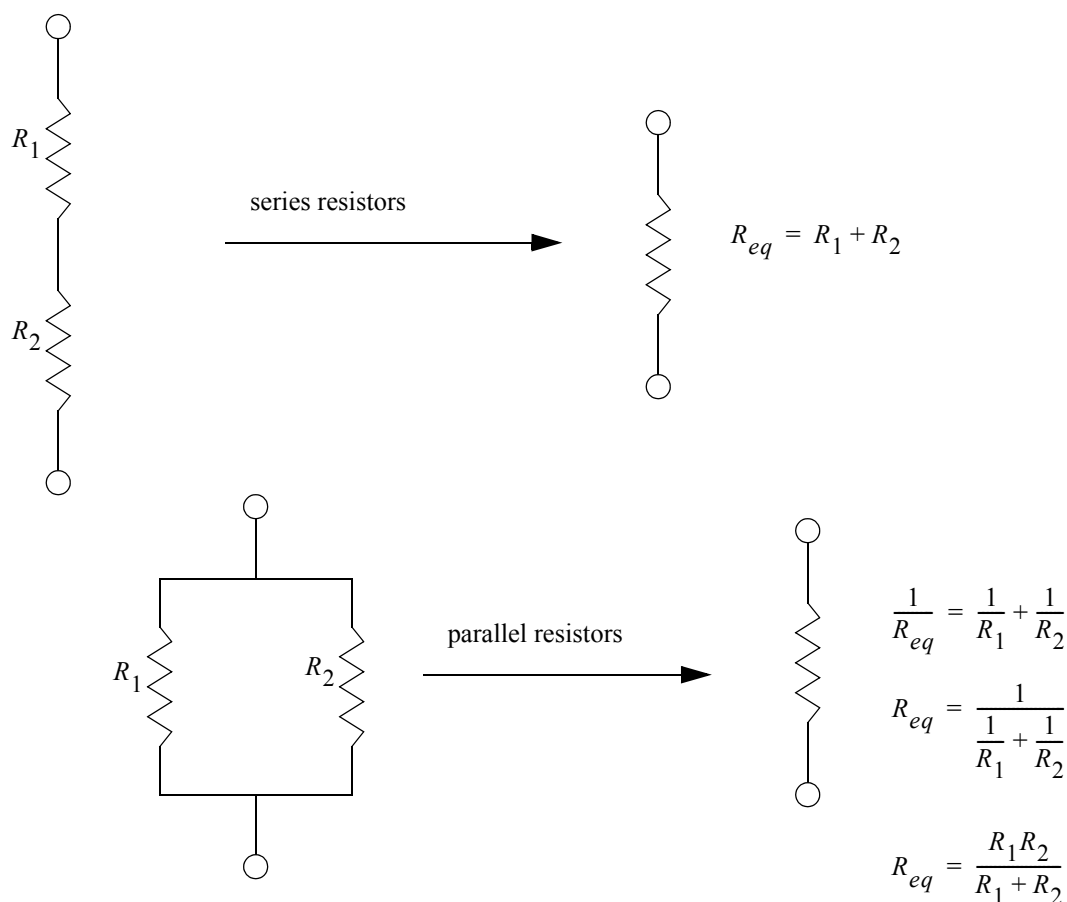 R1
series resistors
Req = R1 + R2
R2
R1
R2
parallel resistors
1/Req = 1/R1 + 1/R2
Req = 1/(1/R1 + 1/R2)
Req = R1R2/(R1 + R2)